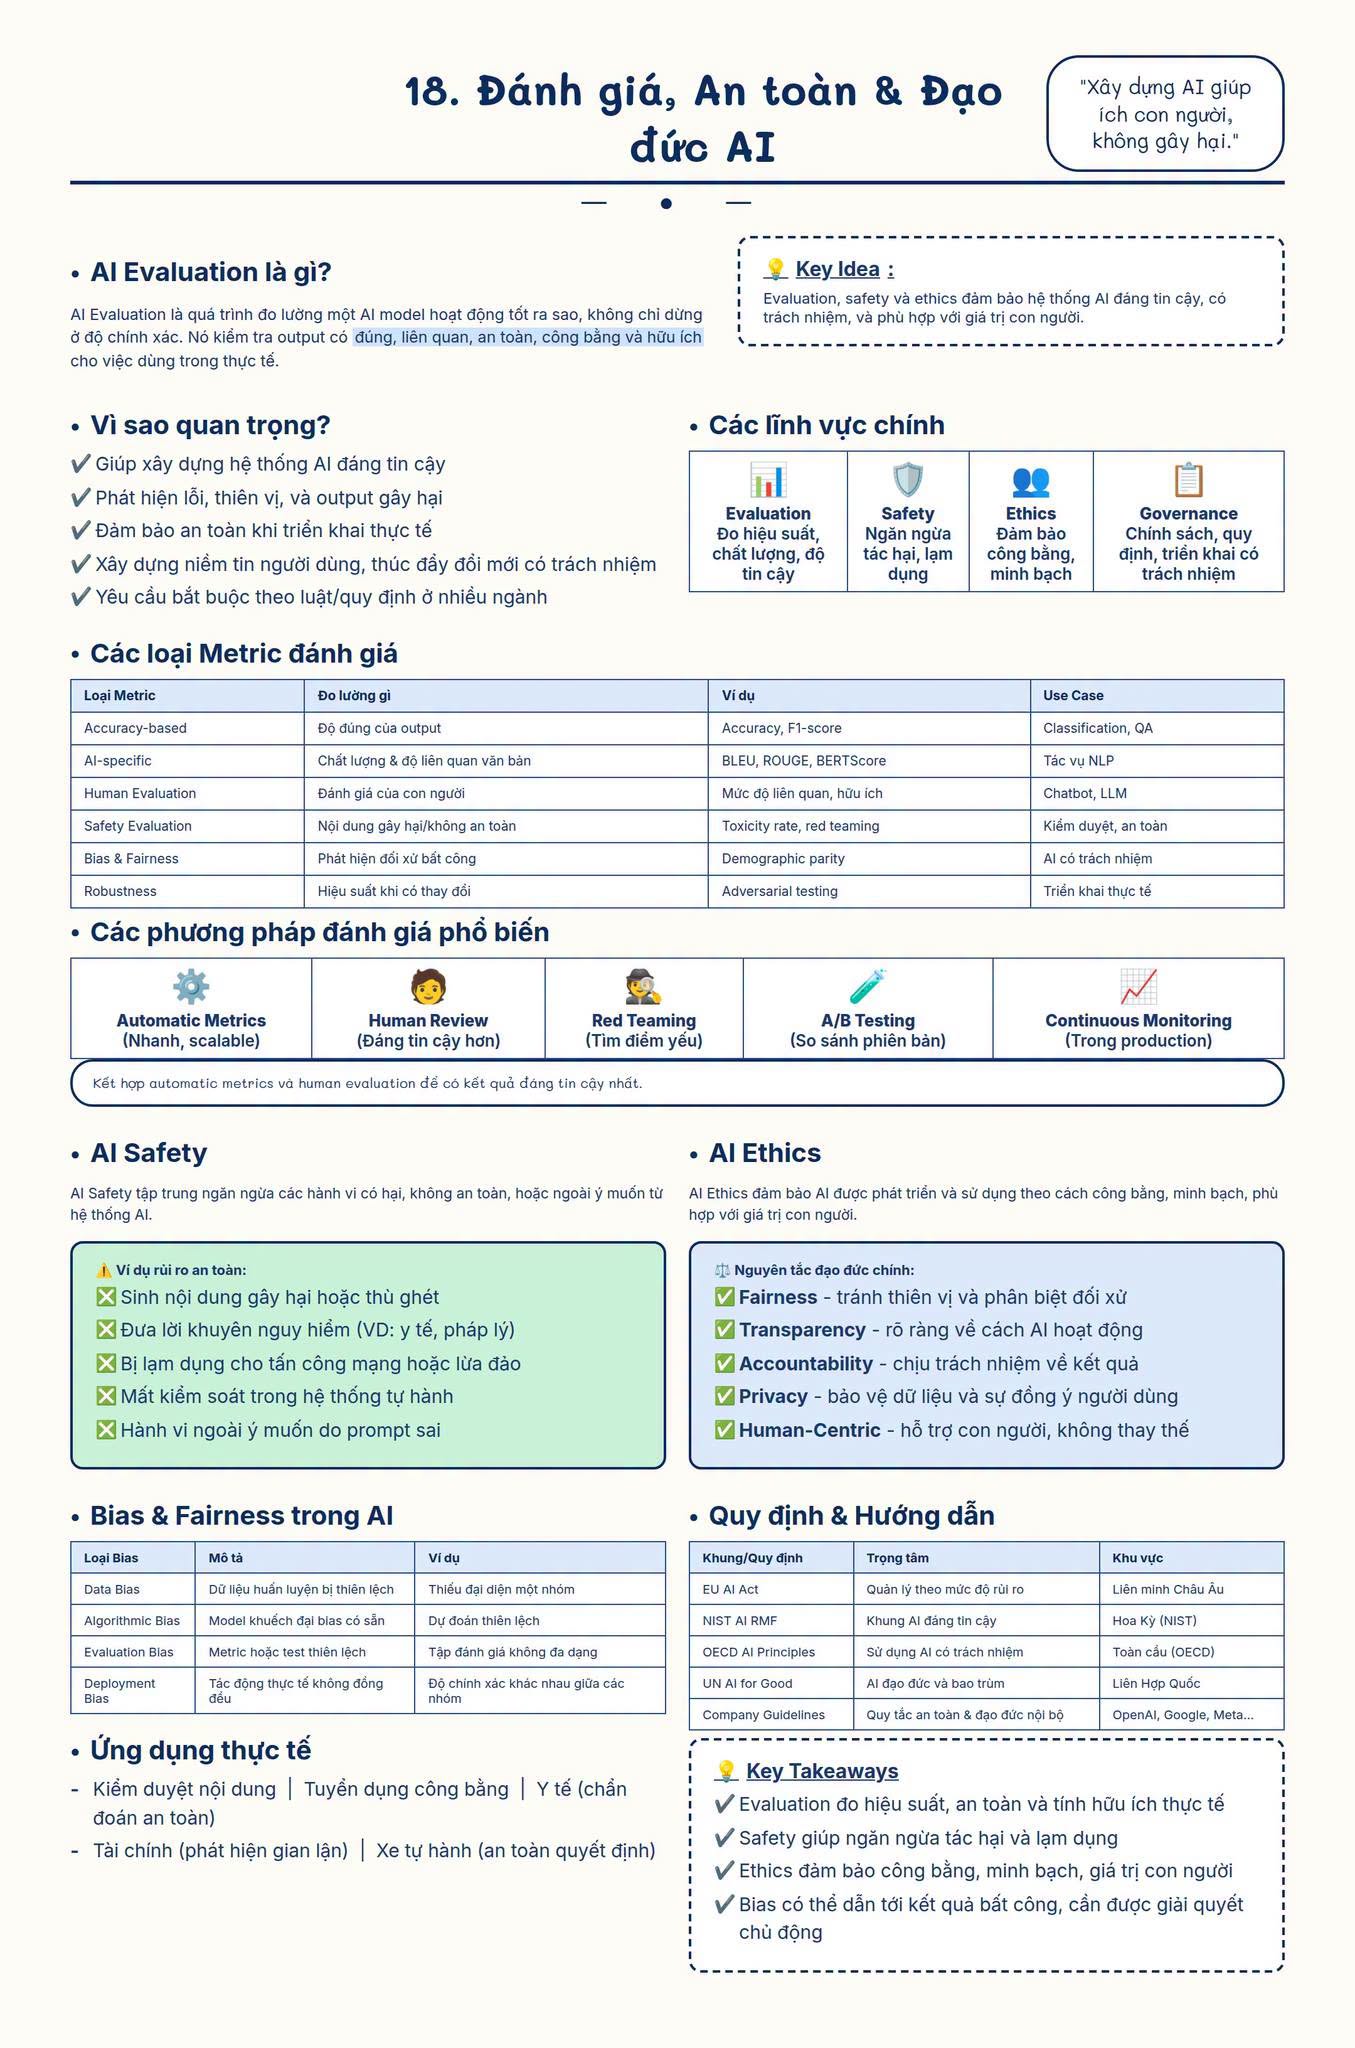 18. Đánh giá, An toàn & Đạo
đức AI
"Xây dựng AI giúp
ích con người,
không gây hại."
• AI Evaluation là gì?
AI Evaluation là quá trình đo lường một AI model hoạt động tốt ra sao, không chỉ dừng
ở độ chính xác. Nó kiểm tra output có đúng, liên quan, an toàn, công bằng và hữu ích
cho việc dùng trong thực tế.
💡 Key Idea :
Evaluation, safety và ethics đảm bảo hệ thống AI đáng tin cậy, có
trách nhiệm, và phù hợp với giá trị con người.
• Vì sao quan trọng?
✔ Giúp xây dựng hệ thống AI đáng tin cậy
✔ Phát hiện lỗi, thiên vị, và output gây hại
✔ Đảm bảo an toàn khi triển khai thực tế
✔ Xây dựng niềm tin người dùng, thúc đẩy đổi mới có trách nhiệm
✔ Yêu cầu bắt buộc theo luật/quy định ở nhiều ngành
• Các lĩnh vực chính
Evaluation
Đo hiệu suất,
chất lượng, độ
tin cậy
Safety
Ngăn ngừa
tác hại, lạm
dụng
Ethics
Đảm bảo
công bằng,
minh bạch
Governance
Chính sách, quy
định, triển khai có
trách nhiệm
• Các loại Metric đánh giá
Loại Metric Đo lường gì Ví dụ Use Case
Accuracy-based Độ đúng của output Accuracy, F1-score Classification, QA
AI-specific Chất lượng & độ liên quan văn bản BLEU, ROUGE, BERTScore Tác vụ NLP
Human Evaluation Đánh giá của con người Mức độ liên quan, hữu ích Chatbot, LLM
Safety Evaluation Nội dung gây hại/không an toàn Toxicity rate, red teaming Kiểm duyệt, an toàn
Bias & Fairness Phát hiện đối xử bất công Demographic parity AI có trách nhiệm
Robustness Hiệu suất khi có thay đổi Adversarial testing Triển khai thực tế
• Các phương pháp đánh giá phổ biến
Automatic Metrics
(Nhanh, scalable)
Human Review
(Đáng tin cậy hơn)
Red Teaming
(Tìm điểm yếu)
A/B Testing
(So sánh phiên bản)
Continuous Monitoring
(Trong production)
Kết hợp automatic metrics và human evaluation để có kết quả đáng tin cậy nhất.
• AI Safety
AI Safety tập trung ngăn ngừa các hành vi có hại, không an toàn, hoặc ngoài ý muốn từ
hệ thống AI.
⚠️ Ví dụ rủi ro an toàn:
❎ Sinh nội dung gây hại hoặc thù ghét
❎ Đưa lời khuyên nguy hiểm (VD: y tế, pháp lý)
❎ Bị lạm dụng cho tấn công mạng hoặc lừa đảo
❎ Mất kiểm soát trong hệ thống tự hành
❎ Hành vi ngoài ý muốn do prompt sai
• AI Ethics
AI Ethics đảm bảo AI được phát triển và sử dụng theo cách công bằng, minh bạch, phù
hợp với giá trị con người.
⚖️ Nguyên tắc đạo đức chính:
✅ Fairness - tránh thiên vị và phân biệt đối xử
✅ Transparency - rõ ràng về cách AI hoạt động
✅ Accountability - chịu trách nhiệm về kết quả
✅ Privacy - bảo vệ dữ liệu và sự đồng ý người dùng
✅ Human-Centric - hỗ trợ con người, không thay thế
• Bias & Fairness trong AI
Loại Bias Mô tả Ví dụ
Data Bias Dữ liệu huấn luyện bị thiên lệch Thiếu đại diện một nhóm
Algorithmic Bias Model khuếch đại bias có sẵn Dự đoán thiên lệch
Evaluation Bias Metric hoặc test thiên lệch Tập đánh giá không đa dạng
Deployment
Bias
Tác động thực tế không đồng
đều
Độ chính xác khác nhau giữa các
nhóm
• Quy định & Hướng dẫn
Khung/Quy định Trọng tâm Khu vực
EU AI Act Quản lý theo mức độ rủi ro Liên minh Châu Âu
NIST AI RMF Khung AI đáng tin cậy Hoa Kỳ (NIST)
OECD AI Principles Sử dụng AI có trách nhiệm Toàn cầu (OECD)
UN AI for Good AI đạo đức và bao trùm Liên Hợp Quốc
Company Guidelines Quy tắc an toàn & đạo đức nội bộ OpenAI, Google, Meta...
• Ứng dụng thực tế
- Kiểm duyệt nội dung | Tuyển dụng công bằng | Y tế (chẩn
đoán an toàn)
- Tài chính (phát hiện gian lận) | Xe tự hành (an toàn quyết định)
💡 Key Takeaways
✔ Evaluation đo hiệu suất, an toàn và tính hữu ích thực tế
✔ Safety giúp ngăn ngừa tác hại và lạm dụng
✔ Ethics đảm bảo công bằng, minh bạch, giá trị con người
✔ Bias có thể dẫn tới kết quả bất công, cần được giải quyết
chủ động